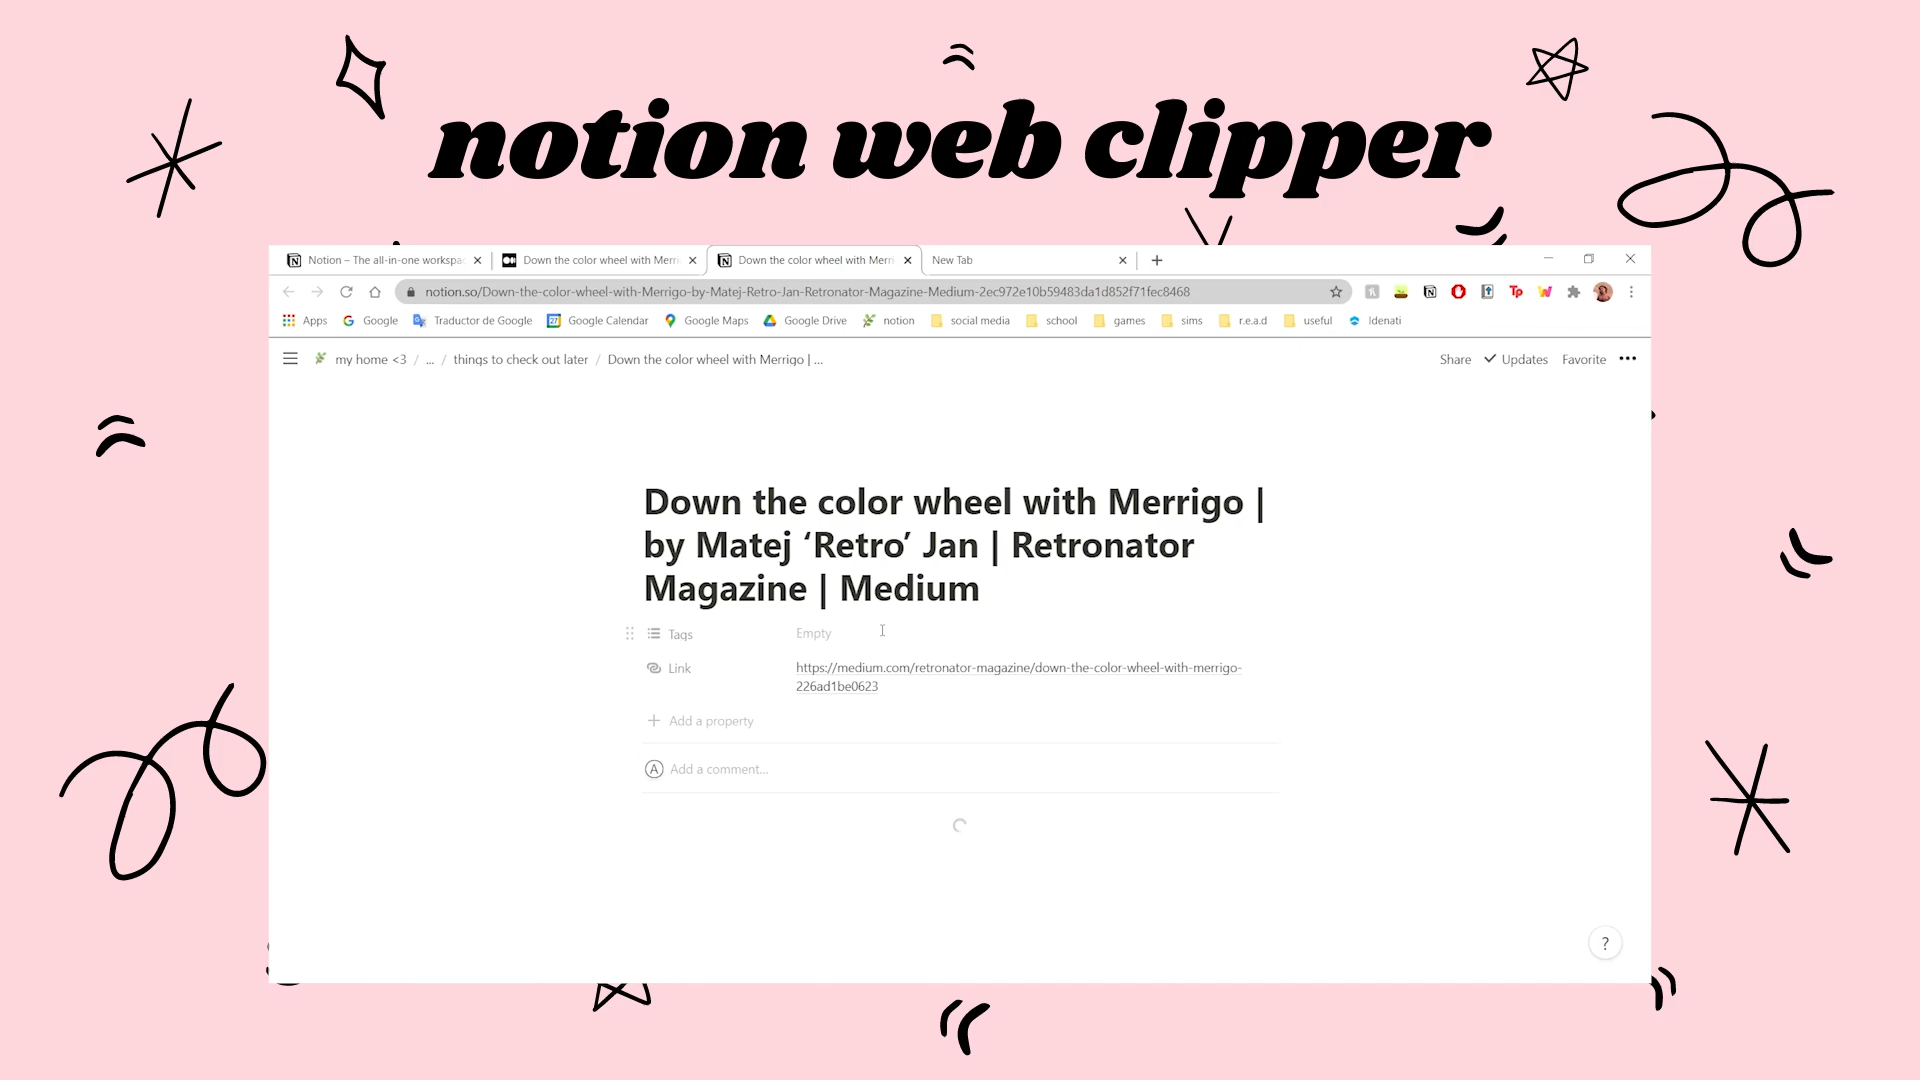 notion web clipper
Notion – The all-in-one workspac
Down the color wheel with Merri
Down the color wheel with Merri
New Tab
notion.so/Down-the-color-wheel-with-Merrigo-by-Matej-Retro-Jan-Retronator-Magazine-Medium-2ec972e10b59483da1d852f71fec8468
Tp
Apps
Google
Traductor de Google
27
Google Calendar
Google Maps
Google Drive
notion
social media
school
games
sims
r.e.a.d
useful
Idenati
my home <3 / ... / things to check out later / Down the color wheel with Merrigo | ...
Share
Updates
Favorite
Down the color wheel with Merrigo |
by Matej ‘Retro’ Jan | Retronator
Magazine | Medium
Tags
Empty
Link
https://medium.com/retronator-magazine/down-the-color-wheel-with-merrigo-
226ad1be0623
Add a property
A
Add a comment...
?